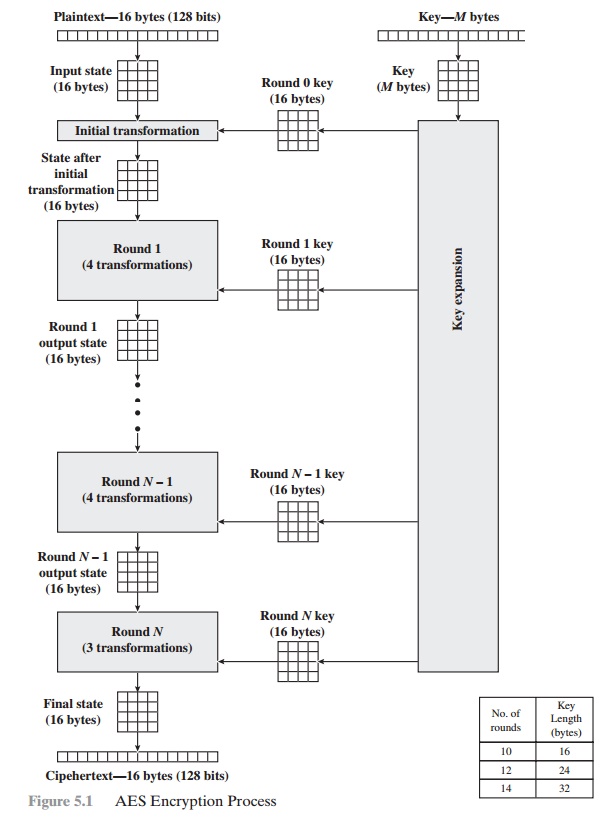 Plaintext—16 bytes (128 bits)
Key—M bytes
Input state
(16 bytes)
Key
(M bytes)
Round 0 key
(16 bytes)
Initial transformation
State after
initial
transformation
(16 bytes)
Round 1
(4 transformations)
Round 1 key
(16 bytes)
Key expansion
Round 1
output state
(16 bytes)
Round N – 1
(4 transformations)
Round N – 1 key
(16 bytes)
Round N – 1
output state
(16 bytes)
Round N
(3 transformations)
Round N key
(16 bytes)
Final state
(16 bytes)
No. of
rounds
Key
Length
(bytes)
10 16
12 24
14 32
Cipehertext—16 bytes (128 bits)
Figure 5.1 AES Encryption Process